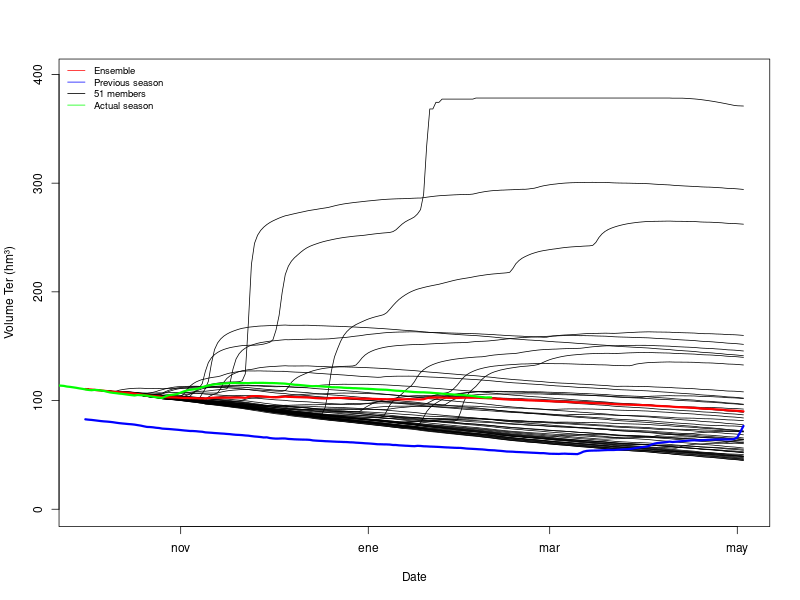 Volume Ter (hm³)
400
300
200
100
0
Ensemble
Previous season
51 members
Actual season
nov
ene
mar
may
Date